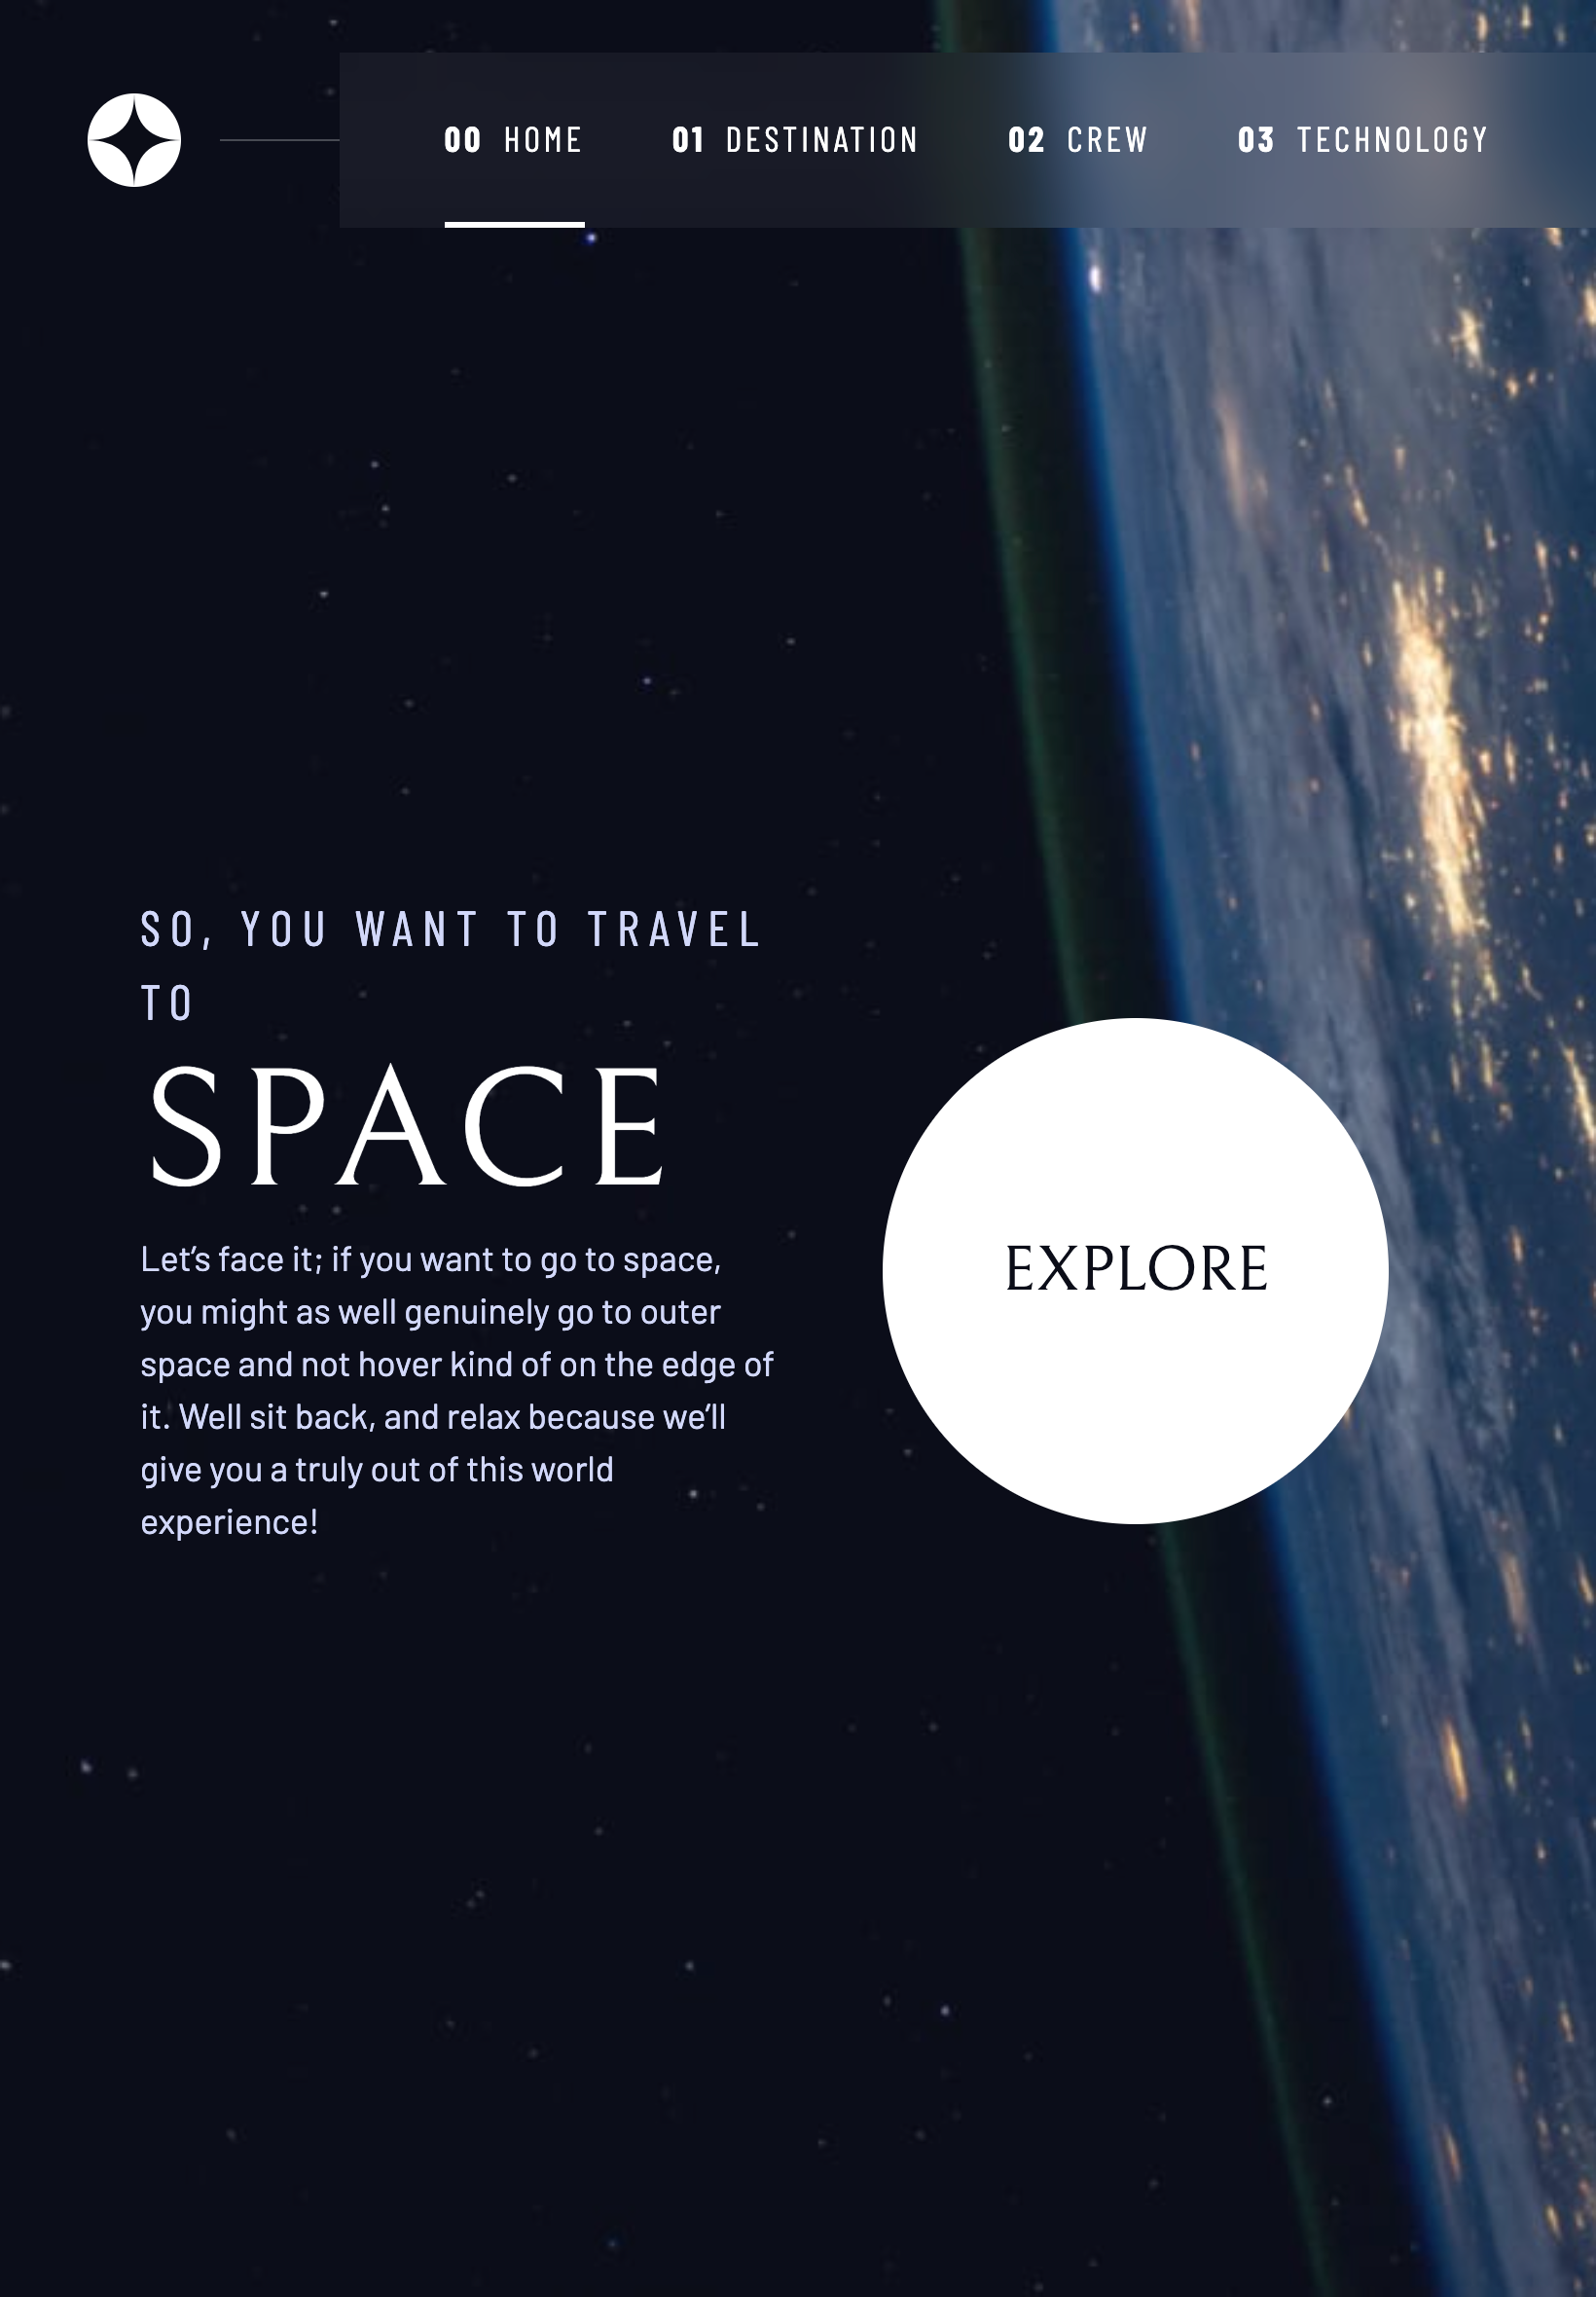 00 HOME 01 DESTINATION 02 CREW 03 TECHNOLOGY
SO, YOU WANT TO TRAVEL
TO
SPACE
Let’s face it; if you want to go to space,
you might as well genuinely go to outer
space and not hover kind of on the edge of
it. Well sit back, and relax because we’ll
give you a truly out of this world
experience!
EXPLORE